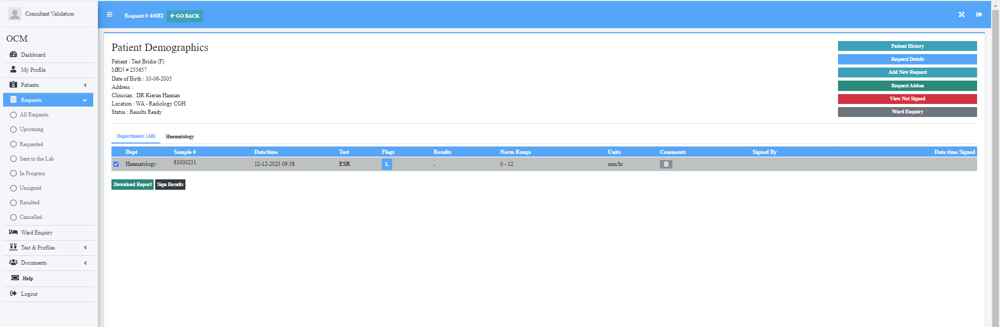 Consultant Validation
OCM
Dashboard
My Profile
Patients
Requests
All Requests
Upcoming
Requested
Sent to the Lab
In Progress
Unsigned
Resulted
Cancelled
Ward Enquiry
Test & Profiles
Documents
Help
Logout
Request # 44682 GO BACK
Patient Demographics
Patient : Test Bridie (F)
MRN # 255657
Date of Birth : 10-06-2005
Address :
Clinician : DR Kieran Hannan
Location : WA - Radiology CGH
Status : Results Ready
Patient History
Request Details
Add New Request
Request Addon
View Not Signed
Ward Enquiry
Departments (All) Haematology
Dept Sample # Date/time Test Flags Results Norm Range Units Comments Signed By Date time Signed
Haematology 83000231 12-12-2023 09:38 ESR L . 0 - 12 mm/hr
Download Report Sign Results